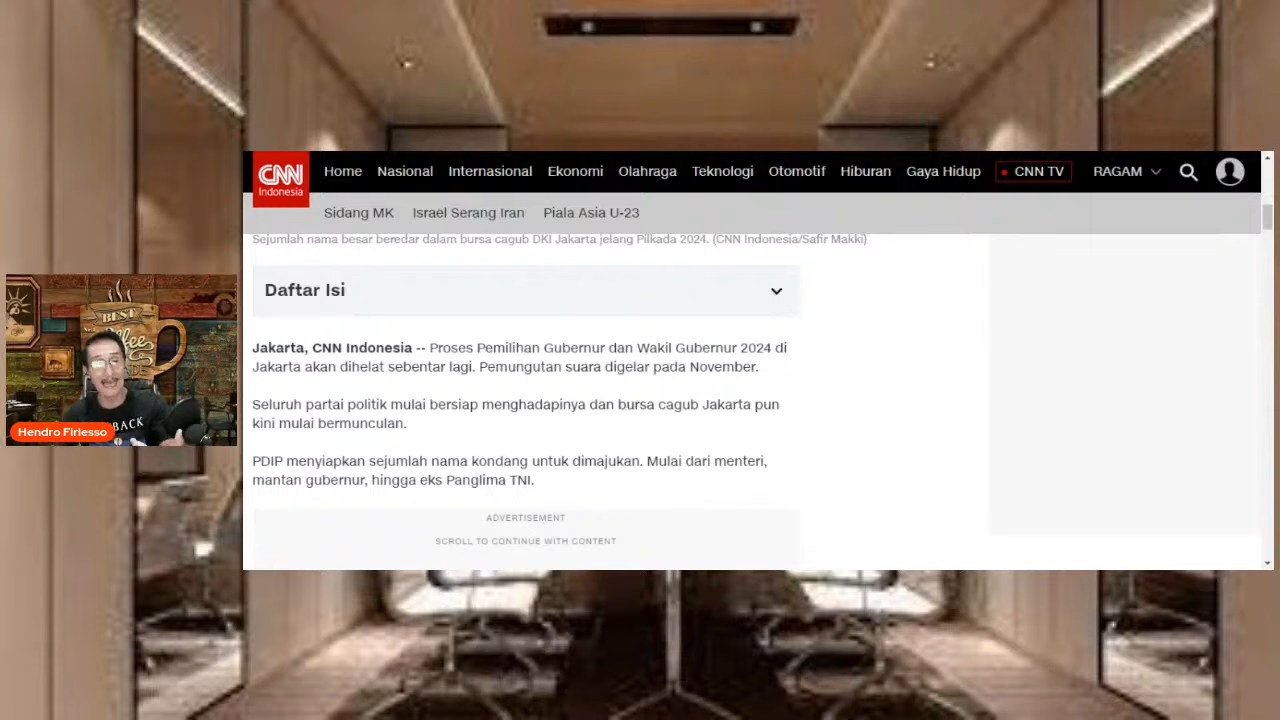 CNN
Indonesia
Home Nasional Internasional Ekonomi Olahraga Teknologi Otomotif Hiburan Gaya Hidup CNN TV RAGAM
Sidang MK Israel Serang Iran Piala Asia U-23
Sejumlah nama besar beredar dalam bursa cagub DKI Jakarta jelang Pilkada 2024. (CNN Indonesia/Safir Makki)
Daftar Isi
Jakarta, CNN Indonesia -- Proses Pemilihan Gubernur dan Wakil Gubernur 2024 di
Jakarta akan dihelat sebentar lagi. Pemungutan suara digelar pada November.
Seluruh partai politik mulai bersiap menghadapinya dan bursa cagub Jakarta pun
kini mulai bermunculan.
PDIP menyiapkan sejumlah nama kondang untuk dimajukan. Mulai dari menteri,
mantan gubernur, hingga eks Panglima TNI.
ADVERTISEMENT
SCROLL TO CONTINUE WITH CONTENT
BEST
Coffee
BACK
Hendro Firlesso